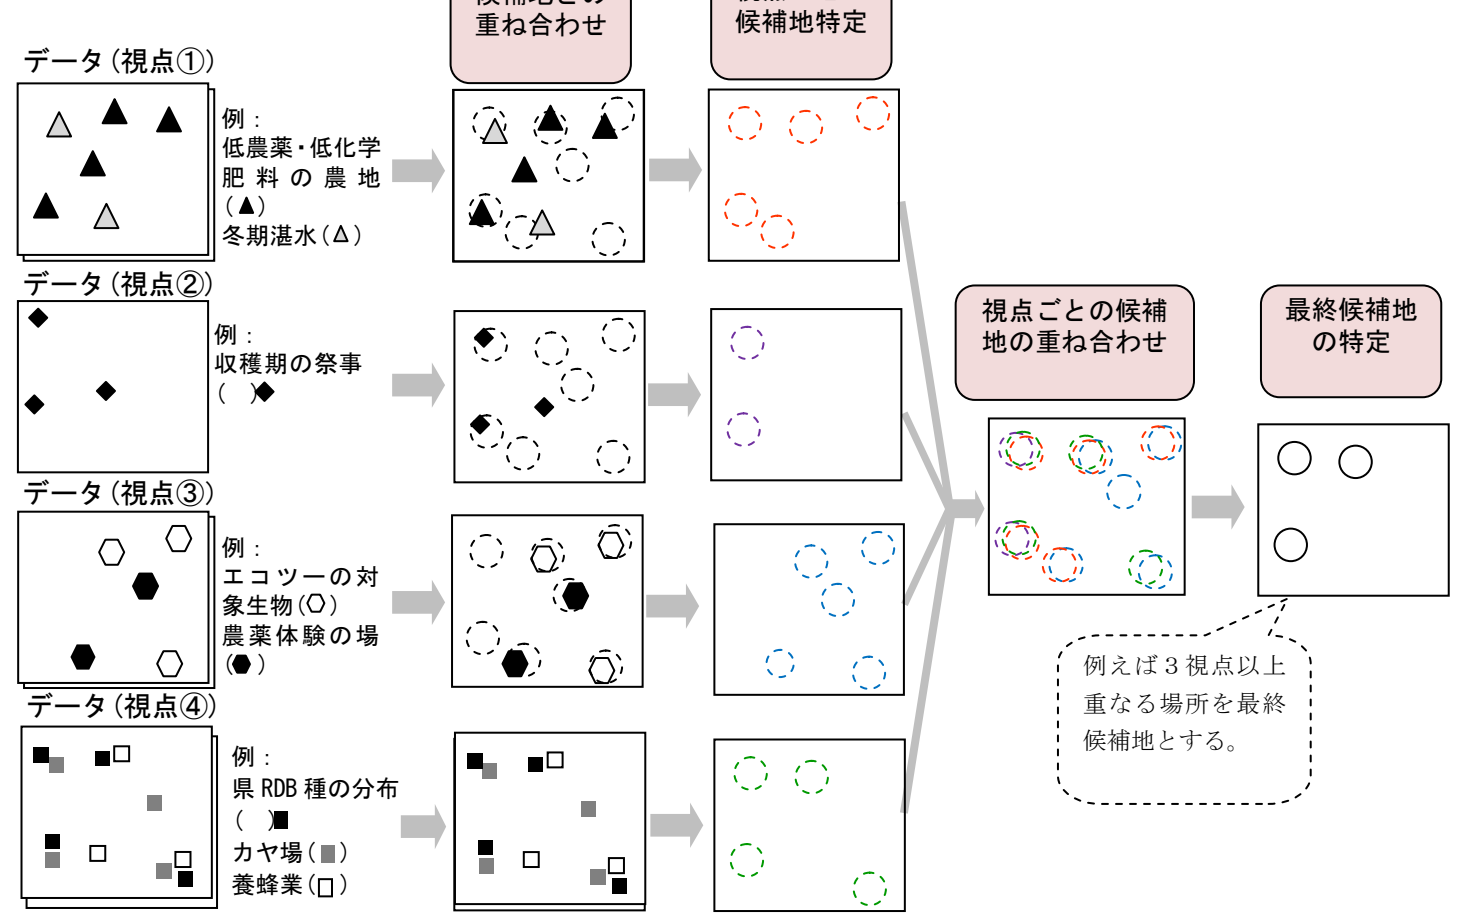 重ね合わせ
候補地特定
データ(視点①)
例:
低農薬・低化学
肥料の農地
(▲)
冬期湛水(△)
データ(視点②)
例:
収穫期の祭事
( )◆
データ(視点③)
例:
エコツーの対
象生物(⬡)
農薬体験の場
(⬢)
データ(視点④)
例:
県RDB種の分布
( )■
カヤ場(■)
養蜂業(□)
視点ごとの候補
地の重ね合わせ
最終候補地
の特定
例えば3視点以上
重なる場所を最終
候補地とする。